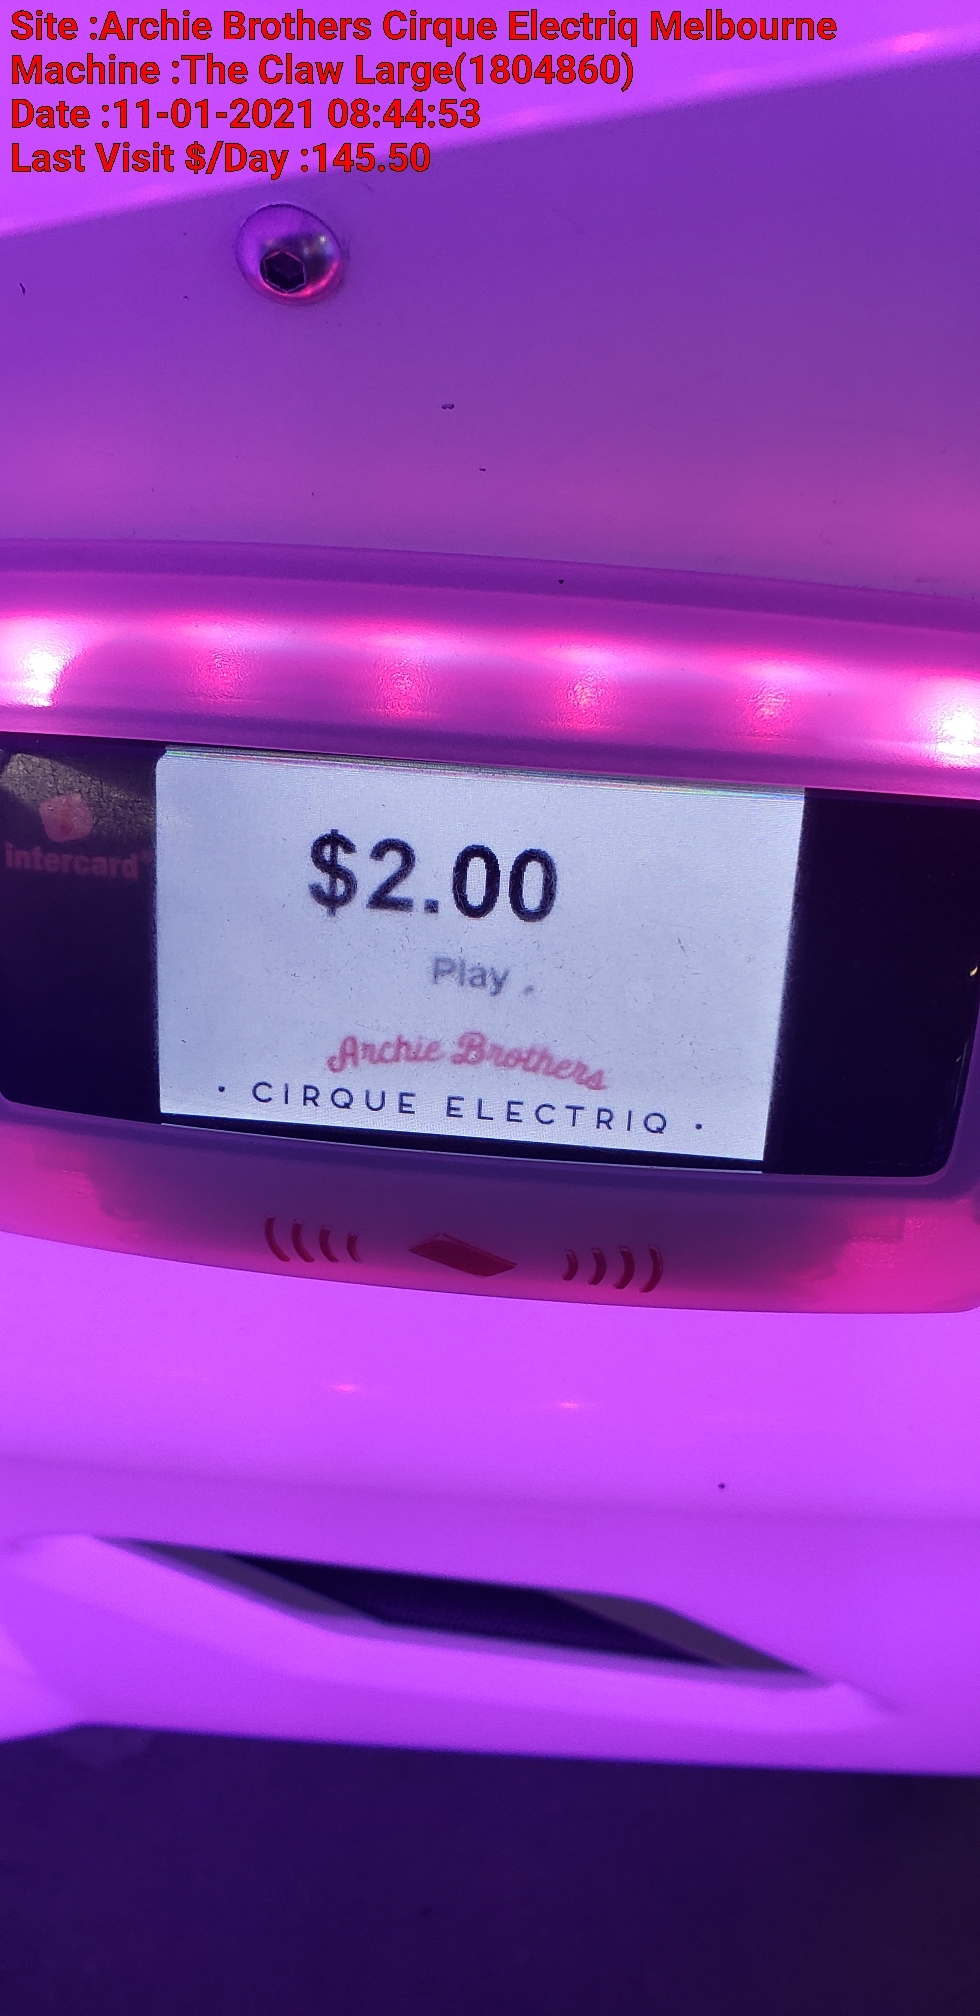 Site :Archie Brothers Cirque Electriq Melbourne
Machine :The Claw Large(1804860)
Date :11-01-2021 08:44:53
Last Visit $/Day :145.50
intercard®
$2.00
Play .
Archie Brothers
• CIRQUE ELECTRIQ •